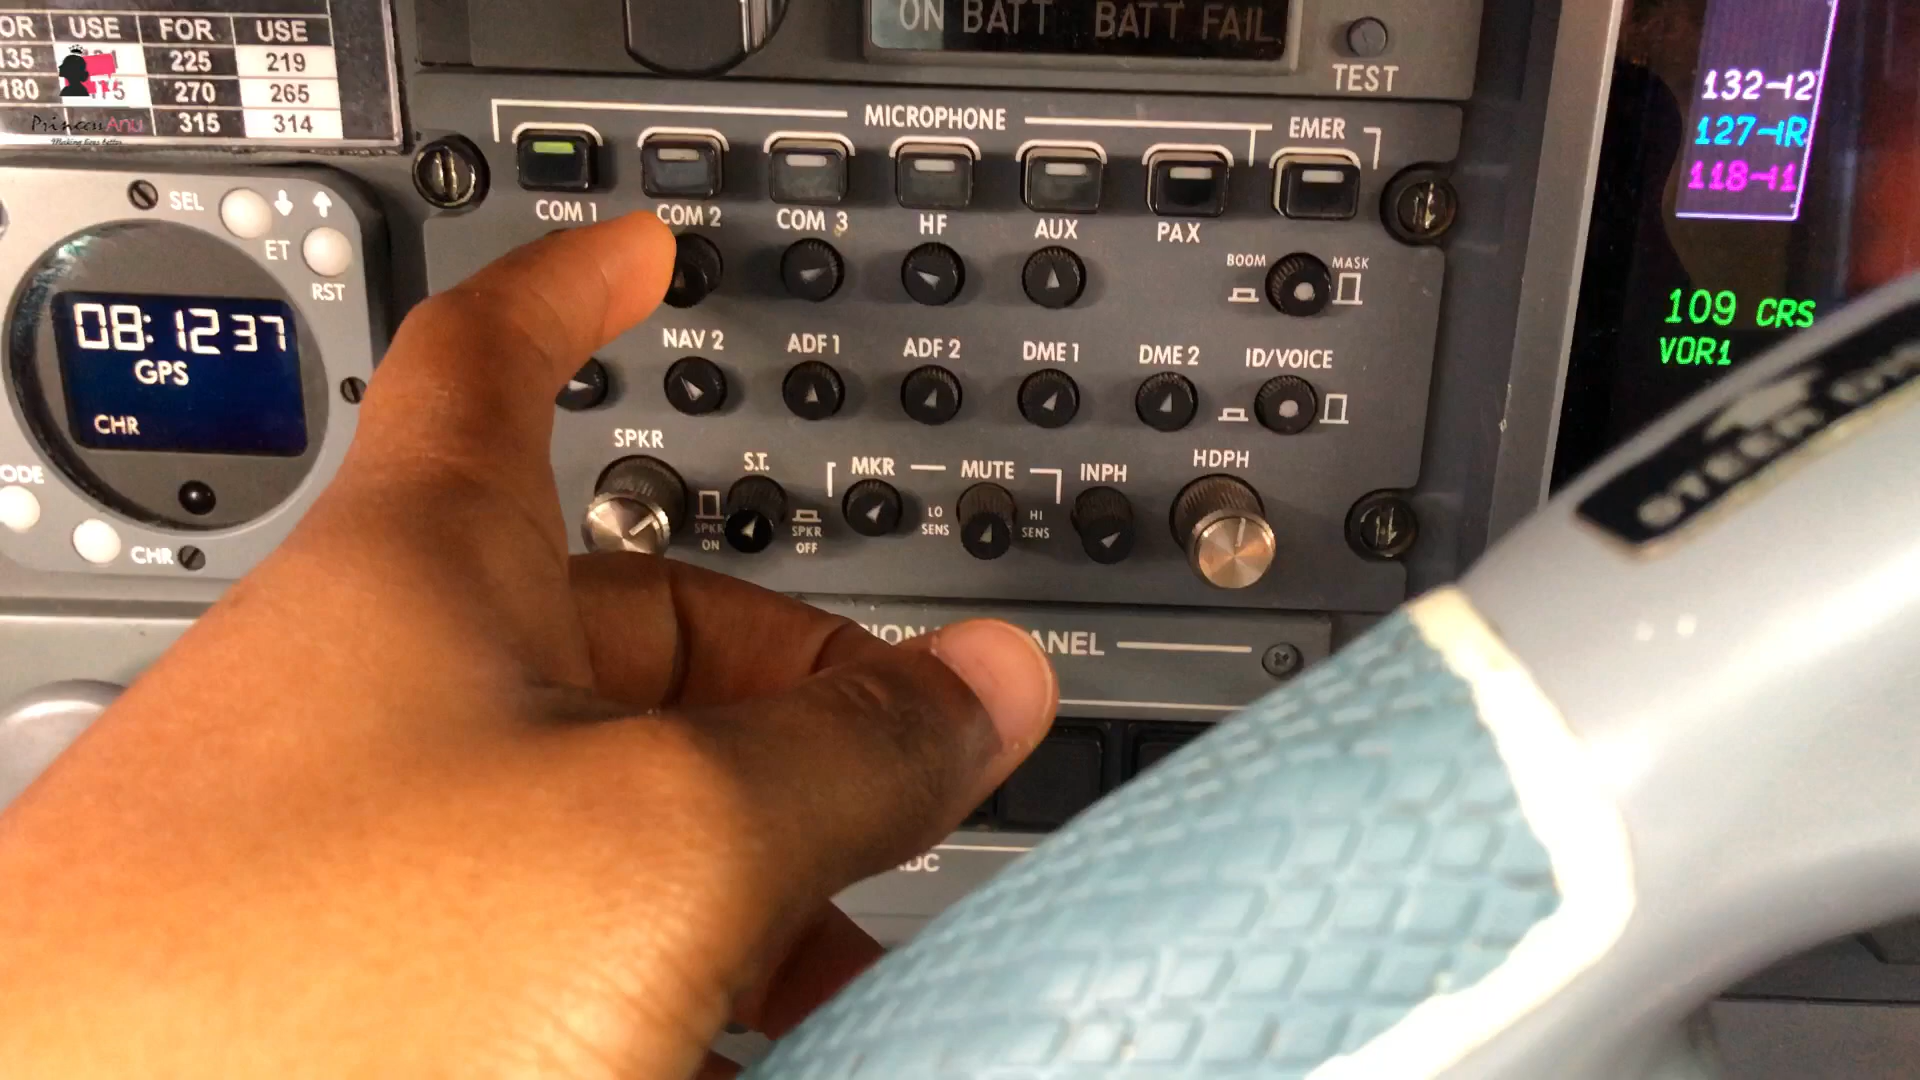 OR USE FOR USE
135 225 219
180 175 270 265
315 314
PrincessAnu
ON BATT BATT FAIL
TEST
MICROPHONE EMER
COM 1 COM 2 COM 3 HF AUX PAX
BOOM MASK
NAV 2 ADF 1 ADF 2 DME 1 DME 2 ID/VOICE
SPKR S.T. MKR MUTE INPH HDPH
SPKR ON SPKR OFF LO SENS HI SENS
SEL
ET
RST
08:12 37
GPS
CHR
ODE
CHR
ANEL
ADC
132-12
127-1R
118-11
109 CRS
VOR1